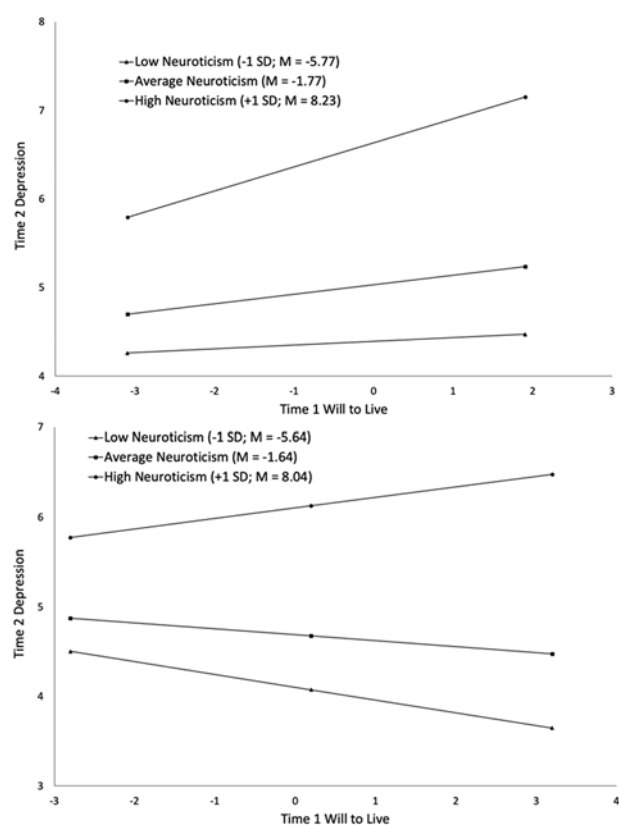 8
Low Neuroticism (-1 SD; M = -5.77)
Average Neuroticism (M = -1.77)
7
High Neuroticism (+1 SD; M = 8.23)
Time 2 Depression
6
5
4
-4 -3 -2 -1 0 1 2 3
Time 1 Will to Live
7
Low Neuroticism (-1 SD; M = -5.64)
Average Neuroticism (M = -1.64)
High Neuroticism (+1 SD; M = 8.04)
6
Time 2 Depression
5
4
3
-3 -2 -1 0 1 2 3 4
Time 1 Will to Live